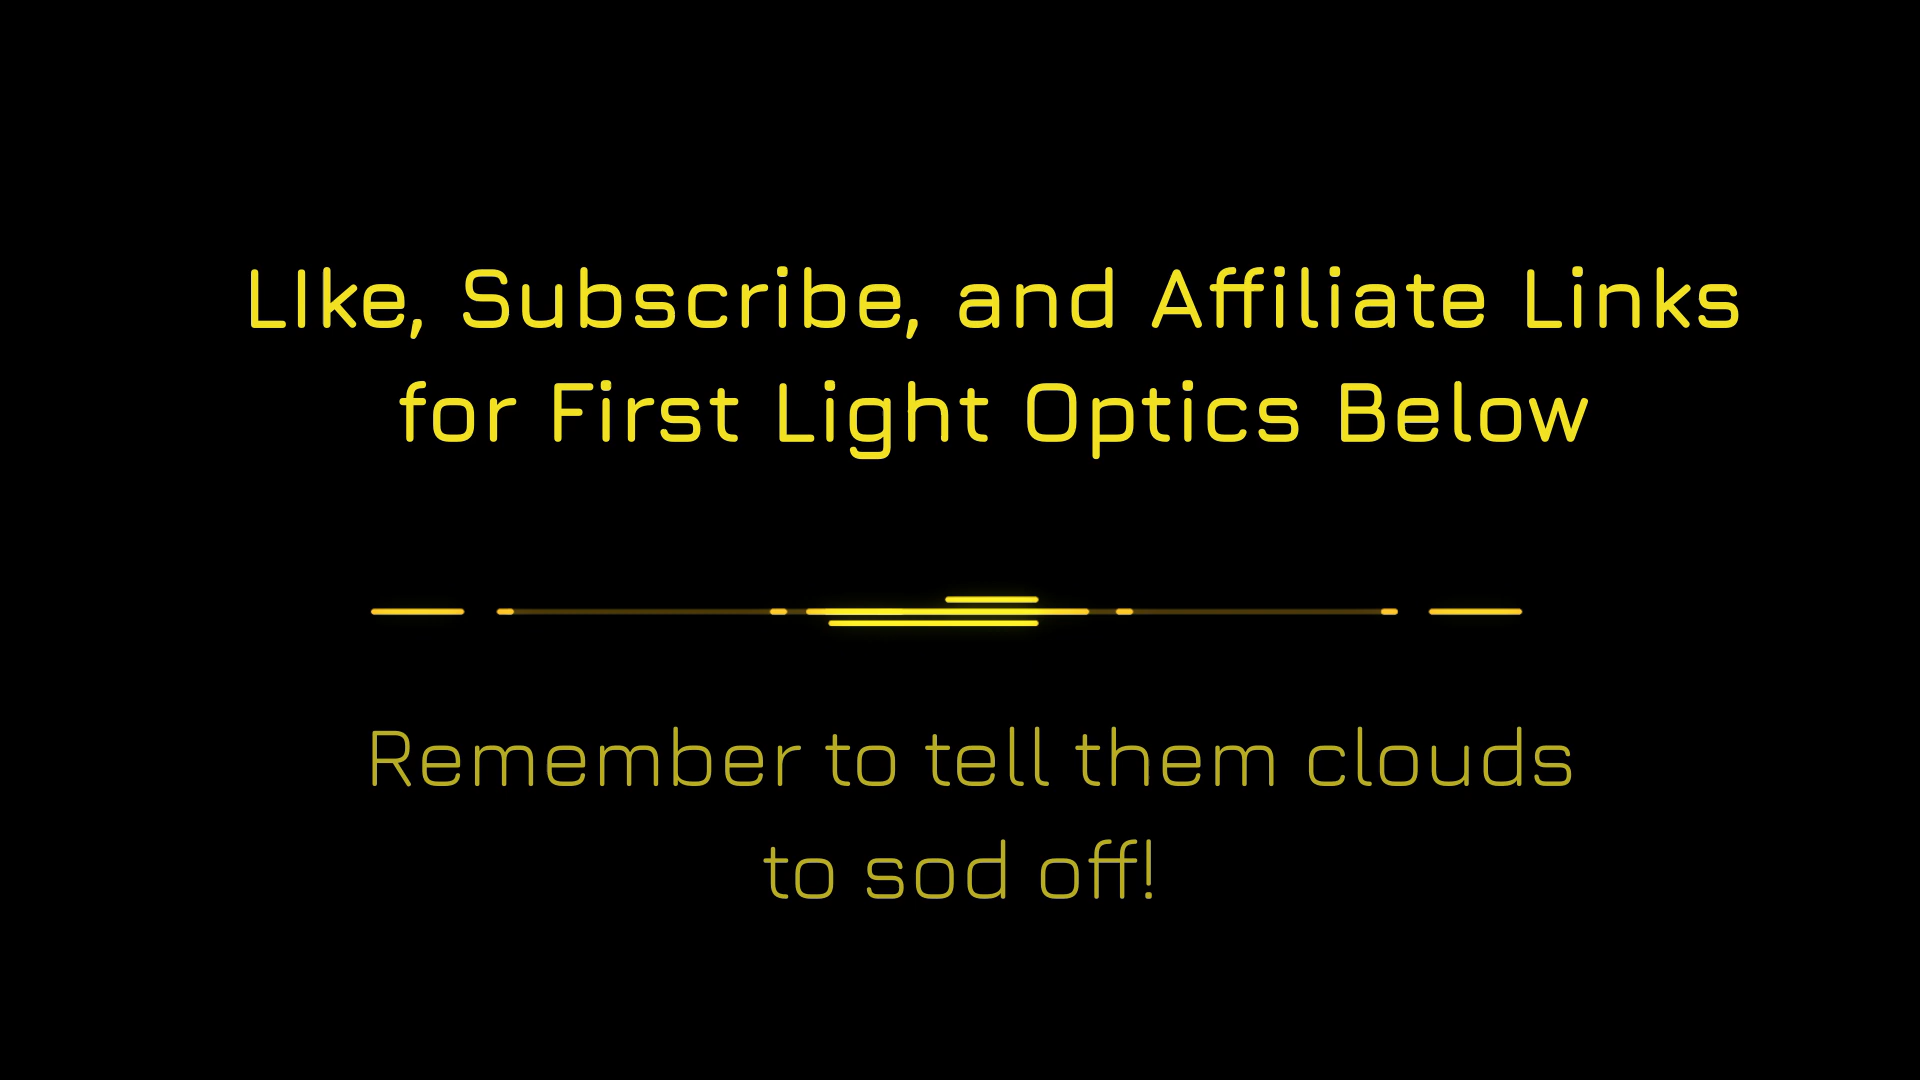 LIke, Subscribe, and Affiliate Links
for First Light Optics Below
Remember to tell them clouds
to sod off!